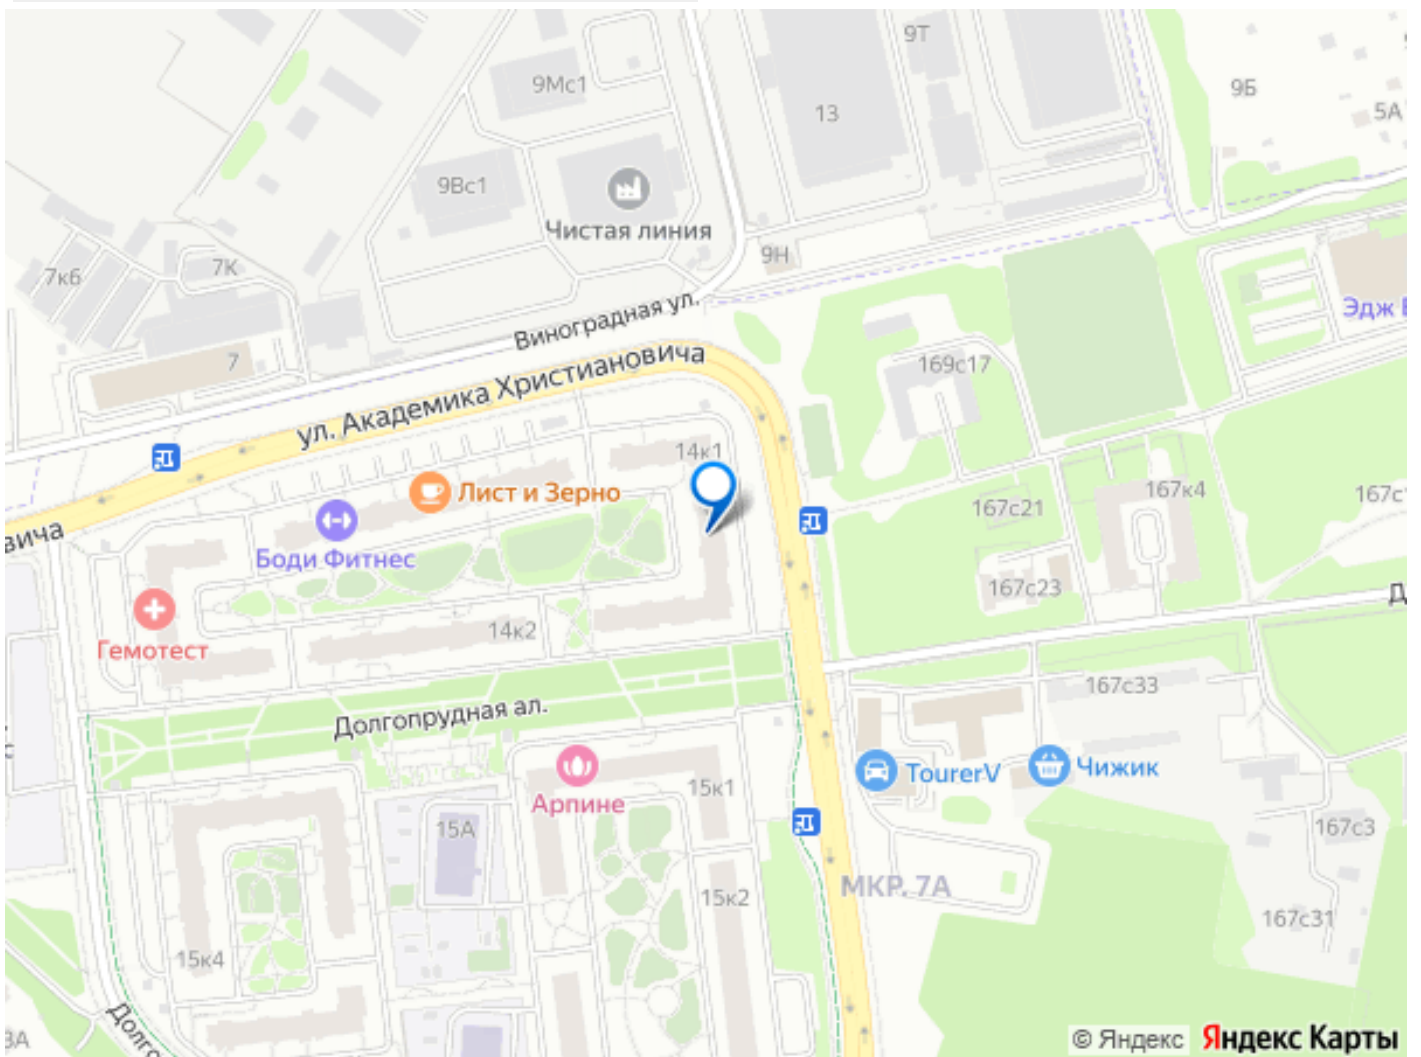 9Т
9Мс1
9Б
13
5А
9Вс1
Чистая линия
9Н
7к6
7К
Эдж
Виноградная ул.
7
169с17
ул. Академика Христиановича
14к1
Лист и Зерно
167к4
167с21
Боди Фитнес
167с23
Гемотест
14к2
167с33
Долгопрудная ал.
TourerV
Чижик
Арпине
15к1
15А
167с3
МКР. 7А
15к2
167с31
15к4
© Яндекс Яндекс Карты